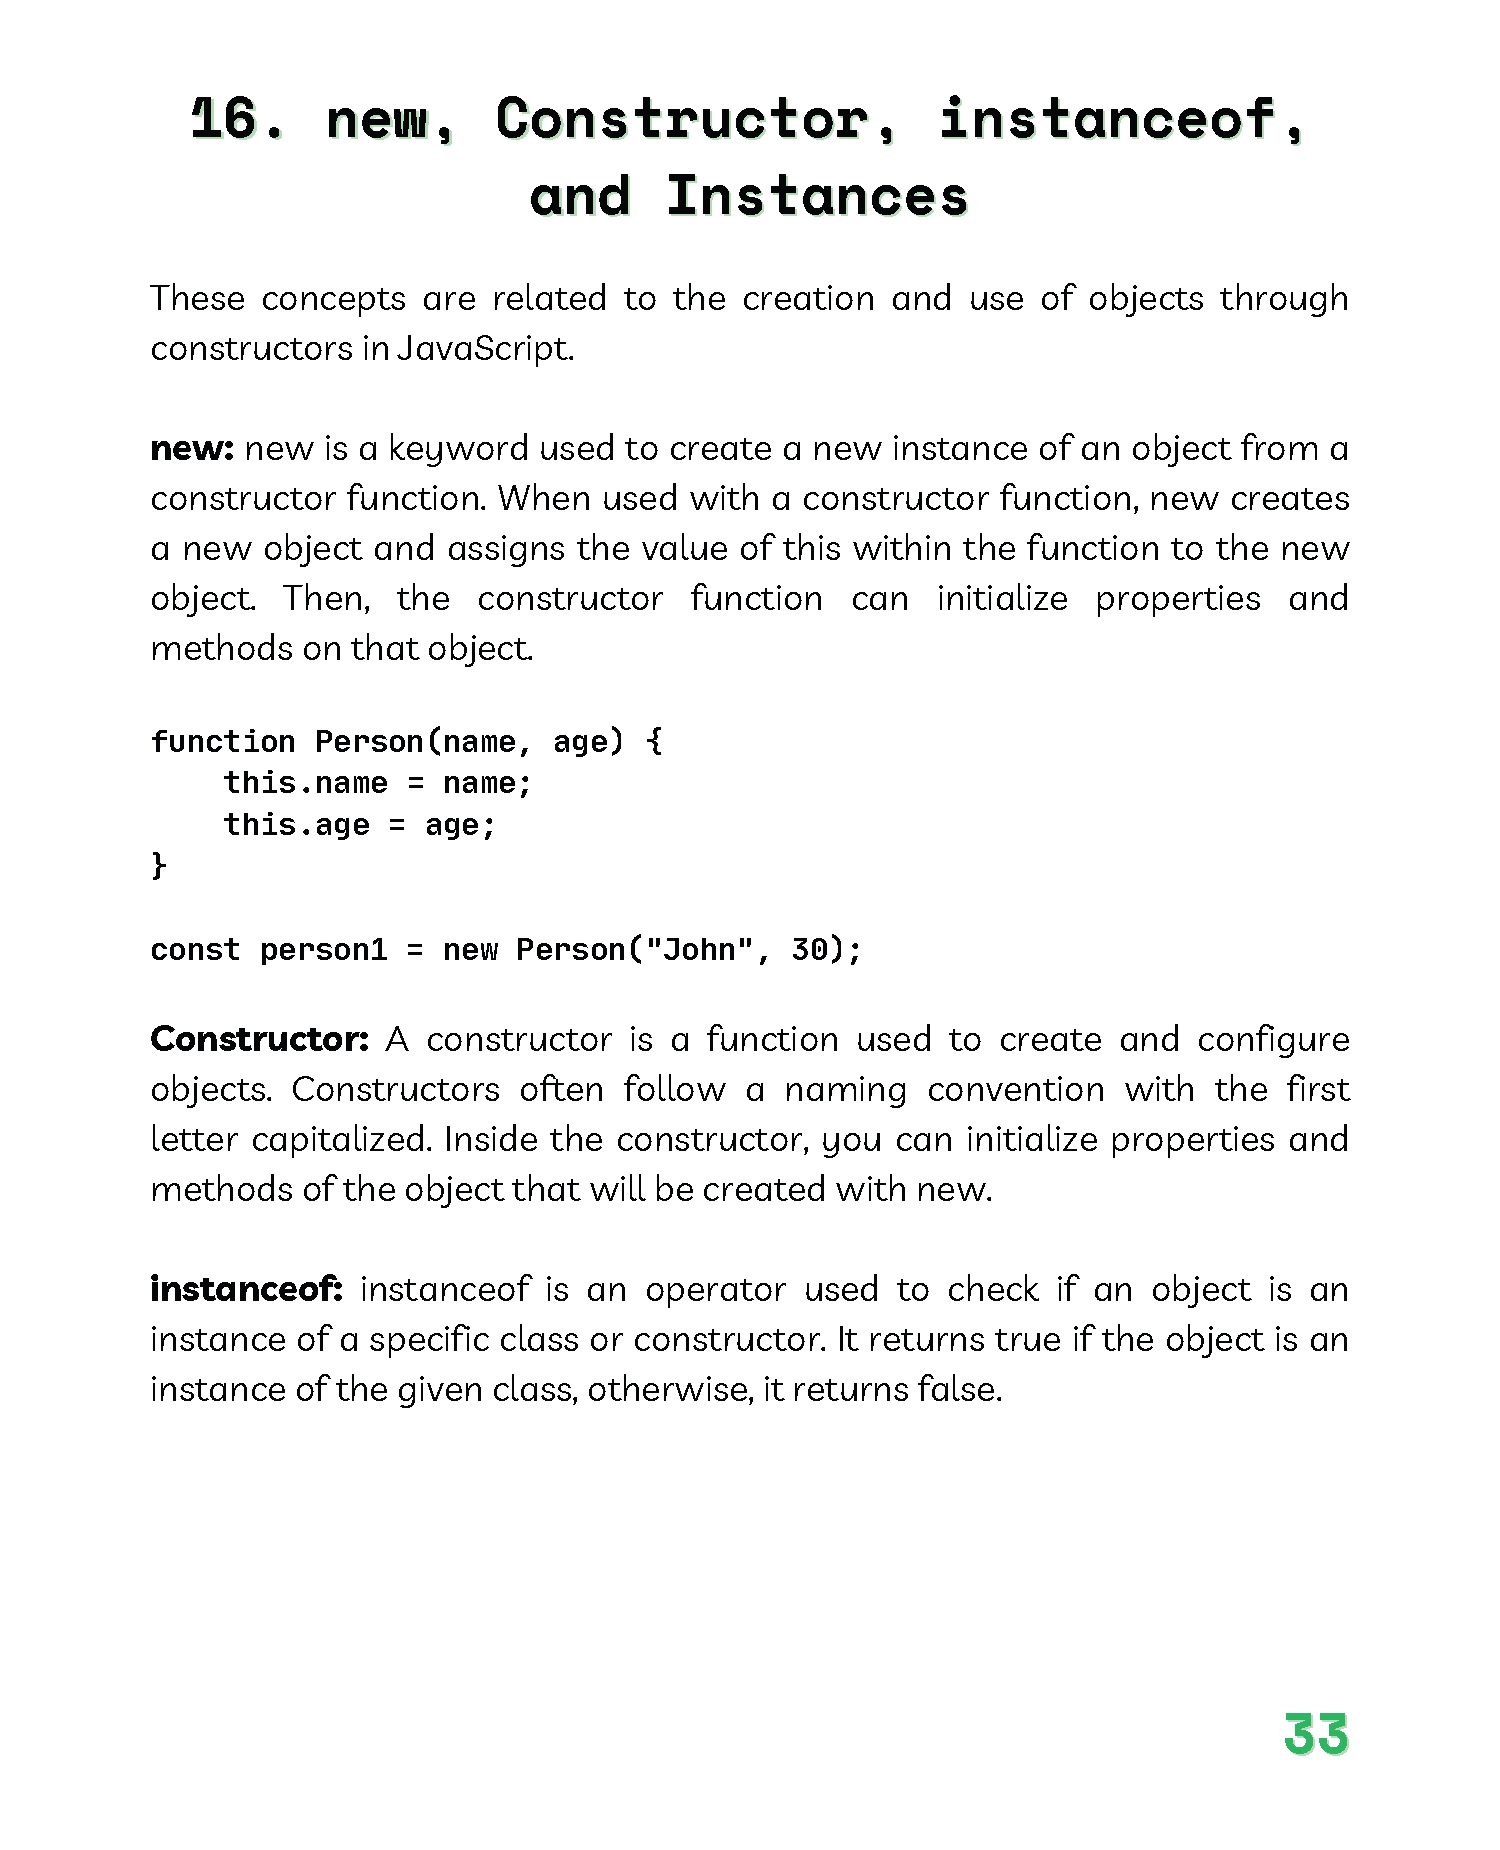 16. new, Constructor, instanceof,
and Instances
These concepts are related to the creation and use of objects through
constructors in JavaScript.
new: new is a keyword used to create a new instance of an object from a
constructor function. When used with a constructor function, new creates
a new object and assigns the value of this within the function to the new
object. Then, the constructor function can initialize properties and
methods on that object.
function Person(name, age) {
    this.name = name;
    this.age = age;
}
const person1 = new Person("John", 30);
Constructor: A constructor is a function used to create and configure
objects. Constructors often follow a naming convention with the first
letter capitalized. Inside the constructor, you can initialize properties and
methods of the object that will be created with new.
instanceof: instanceof is an operator used to check if an object is an
instance of a specific class or constructor. It returns true if the object is an
instance of the given class, otherwise, it returns false.
33